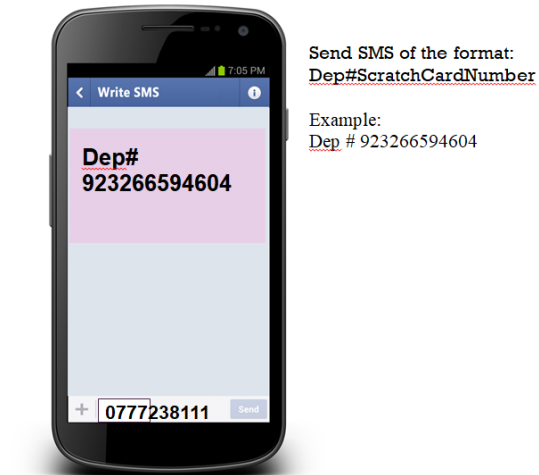 7:05 PM
Write SMS
Dep#
923266594604
0777238111
Send
Send SMS of the format:
Dep#ScratchCardNumber
Example:
Dep # 923266594604